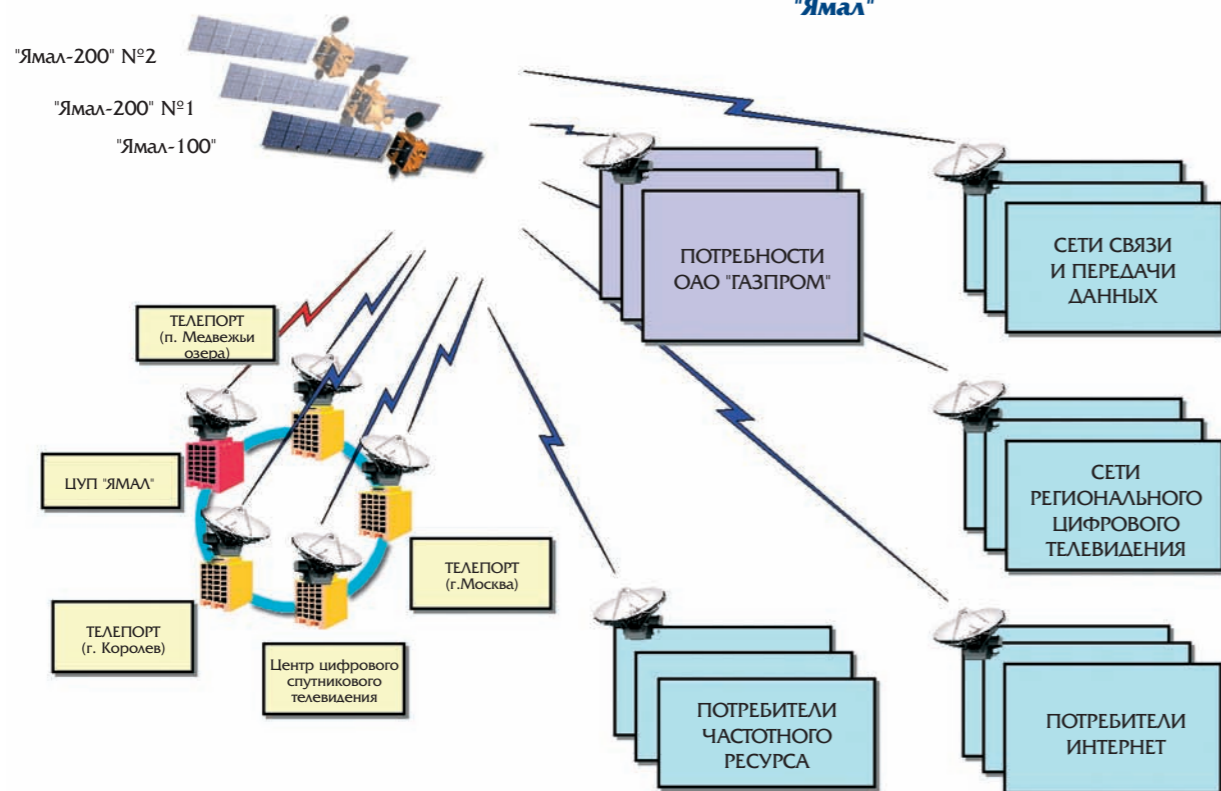 "Ямал"
"Ямал-200" №2
"Ямал-200" №1
"Ямал-100"
ПОТРЕБНОСТИ
ОАО "ГАЗПРОМ"
СЕТИ СВЯЗИ
И ПЕРЕДАЧИ
ДАННЫХ
ТЕЛЕПОРТ
(п. Медвежьи
озера)
ЦУП "ЯМАЛ"
СЕТИ
РЕГИОНАЛЬНОГО
ЦИФРОВОГО
ТЕЛЕВИДЕНИЯ
ТЕЛЕПОРТ
(г.Москва)
ТЕЛЕПОРТ
(г. Королев)
Центр цифрового
спутникового
телевидения
ПОТРЕБИТЕЛИ
ЧАСТОТНОГО
РЕСУРСА
ПОТРЕБИТЕЛИ
ИНТЕРНЕТ